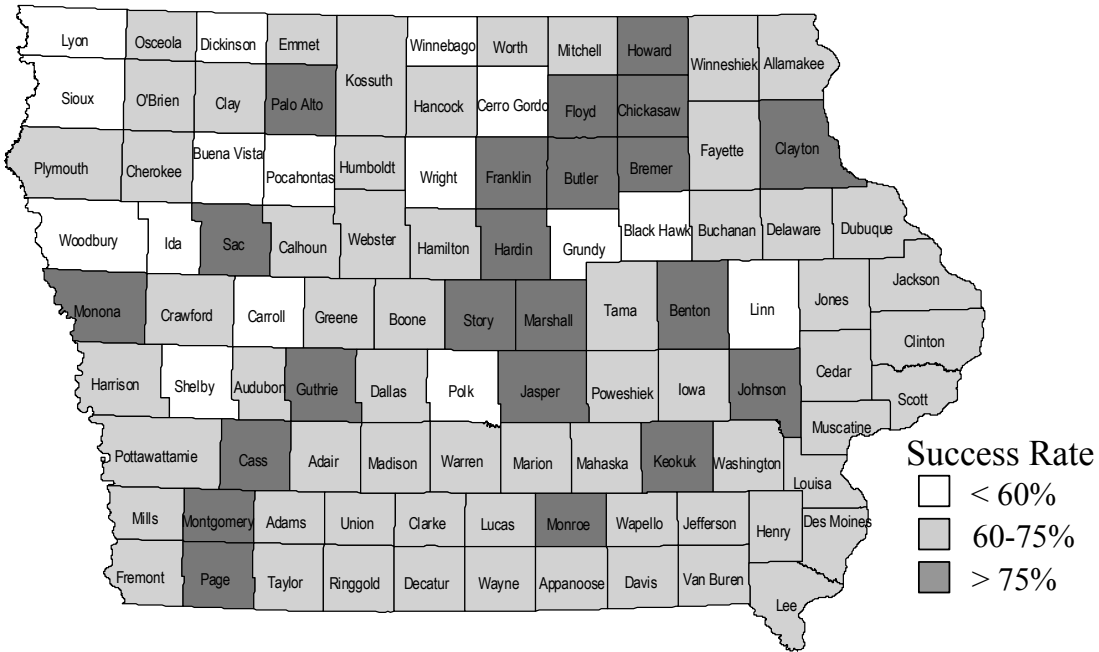 Lyon
Osceola
Dickinson
Emmet
Kossuth
Winnebago
Worth
Mitchell
Howard
Winneshiek
Allamakee
Sioux
O'Brien
Clay
Palo Alto
Hancock
Cerro Gordo
Floyd
Chickasaw
Fayette
Clayton
Plymouth
Cherokee
Buena Vista
Pocahontas
Humboldt
Wright
Franklin
Butler
Bremer
Woodbury
Ida
Sac
Calhoun
Webster
Hamilton
Hardin
Grundy
Black Hawk
Buchanan
Delaware
Dubuque
Monona
Crawford
Carroll
Greene
Boone
Story
Marshall
Tama
Benton
Linn
Jones
Jackson
Clinton
Harrison
Shelby
Audubon
Guthrie
Dallas
Polk
Jasper
Poweshiek
Iowa
Johnson
Cedar
Scott
Muscatine
Pottawattamie
Cass
Adair
Madison
Warren
Marion
Mahaska
Keokuk
Washington
Louisa
Mills
Montgomery
Adams
Union
Clarke
Lucas
Monroe
Wapello
Jefferson
Henry
Des Moines
Fremont
Page
Taylor
Ringgold
Decatur
Wayne
Appanoose
Davis
Van Buren
Lee
Success Rate
< 60%
60-75%
> 75%